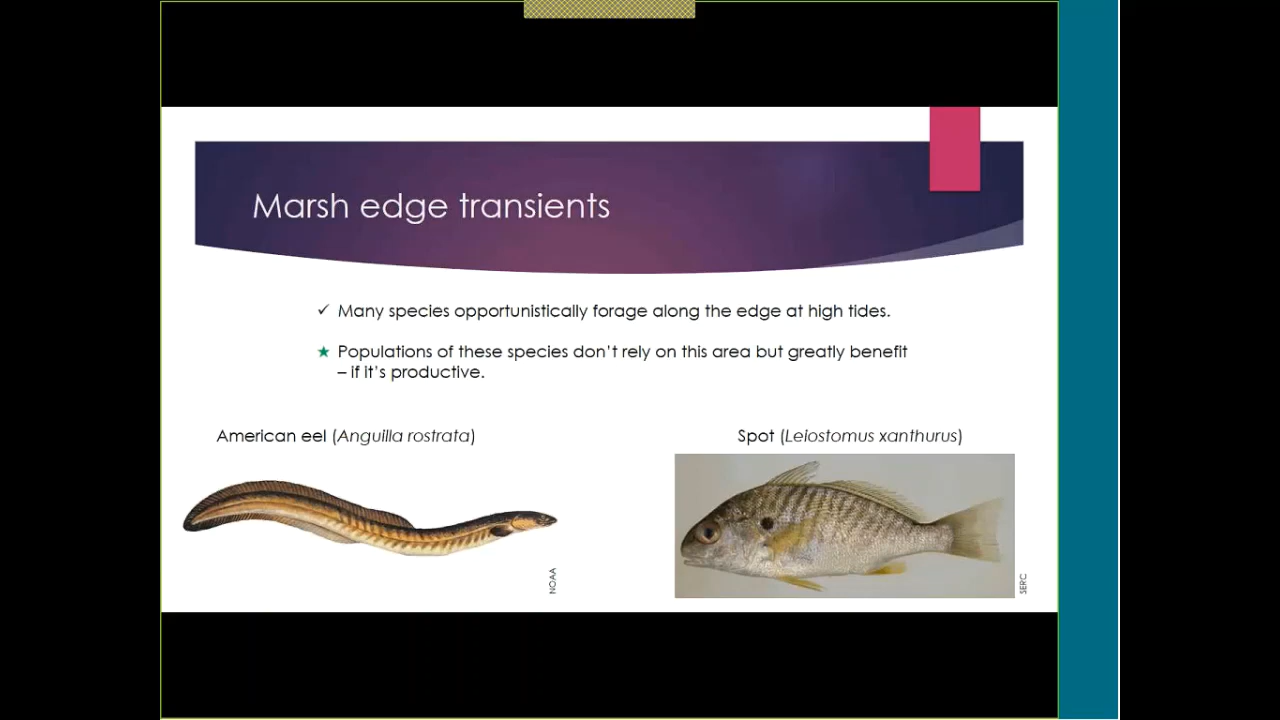 Marsh edge transients
✓ Many species opportunistically forage along the edge at high tides.
★ Populations of these species don't rely on this area but greatly benefit
– if it's productive.
American eel (Anguilla rostrata)
Spot (Leiostomus xanthurus)
NOAA
SERC